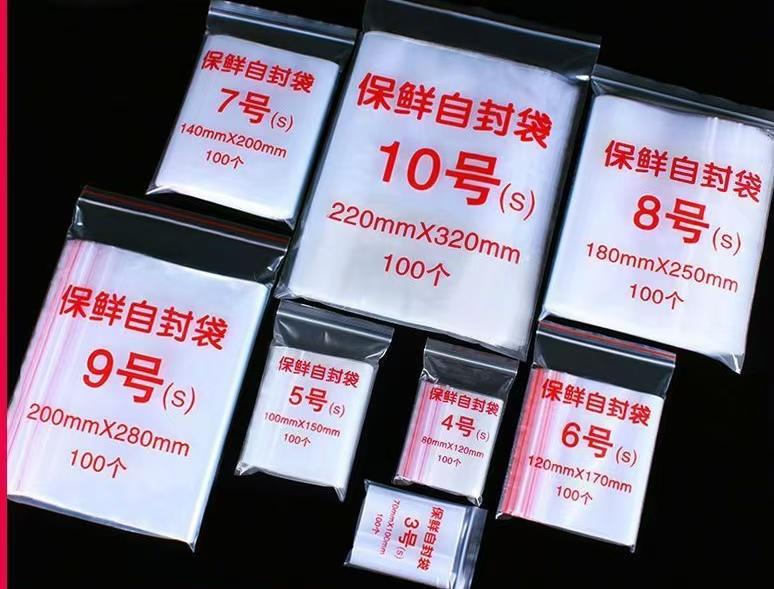 保鲜自封袋
7号(s)
140mmX200mm
100个
保鲜自封袋
10号(s)
220mmX320mm
100个
保鲜自封袋
8号(s)
180mmX250mm
100个
保鲜自封袋
9号(s)
200mmX280mm
100个
保鲜自封袋
5号(s)
100mmX150mm
100个
保鲜自封袋
4号(s)
80mmX120mm
100个
保鲜自封袋
6号(s)
120mmX170mm
100个
保鲜自封袋
3号(s)
70mmX100mm
100个